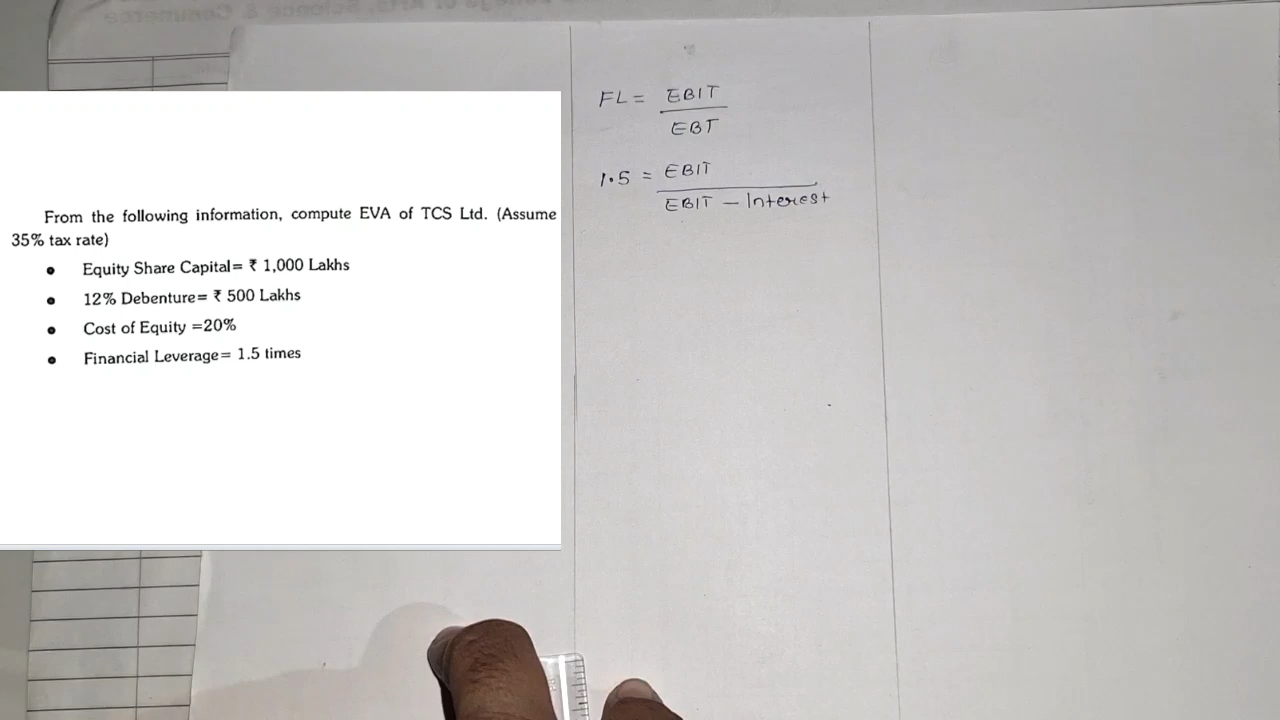 From the following information, compute EVA of TCS Ltd. (Assume
35% tax rate)
• Equity Share Capital= ₹ 1,000 Lakhs
• 12% Debenture= ₹ 500 Lakhs
• Cost of Equity =20%
• Financial Leverage= 1.5 times
FL = EBIT
EBT
1.5 = EBIT
EBIT - Interest